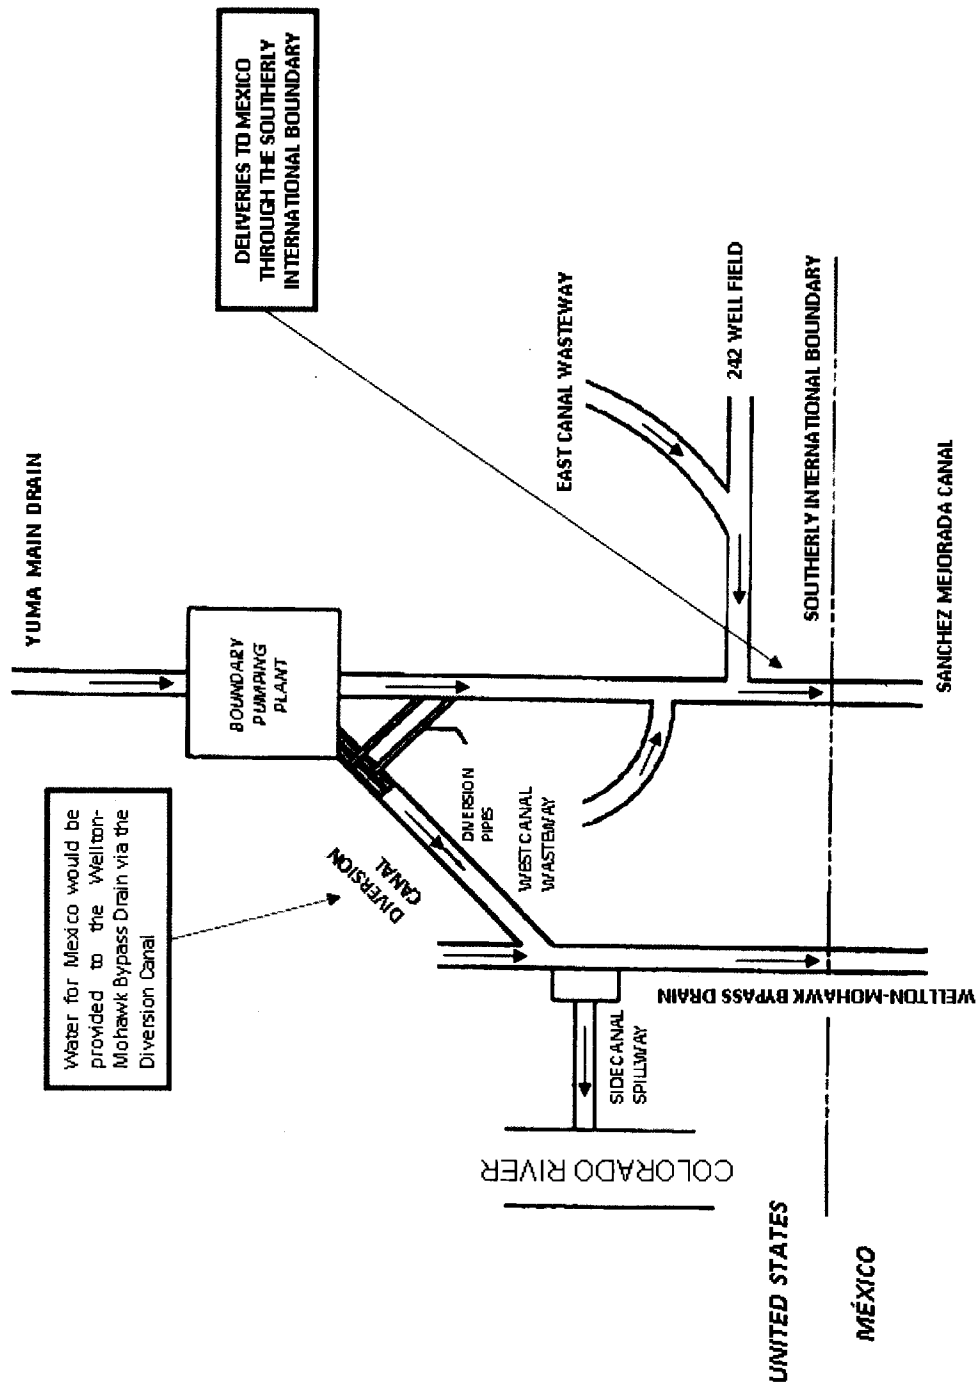 DELIVERIES TO MEXICO
THROUGH THE SOUTHERLY
INTERNATIONAL BOUNDARY
YUMA MAIN DRAIN
BOUNDARY
PUMPING
PLANT
Water for Mexico would be
provided to the Wellton-
Mohawk Bypass Drain via the
Diversion Canal
DIVERSION
CANAL
DIVERSION
PIPES
WEST CANAL
WASTEWAY
EAST CANAL WASTEWAY
242 WELL FIELD
SOUTHERLY INTERNATIONAL BOUNDARY
SANCHEZ MEJORADA CANAL
WELLTON-MOHAWK BYPASS DRAIN
SIDE CANAL
SPILLWAY
COLORADO RIVER
UNITED STATES
MÉXICO